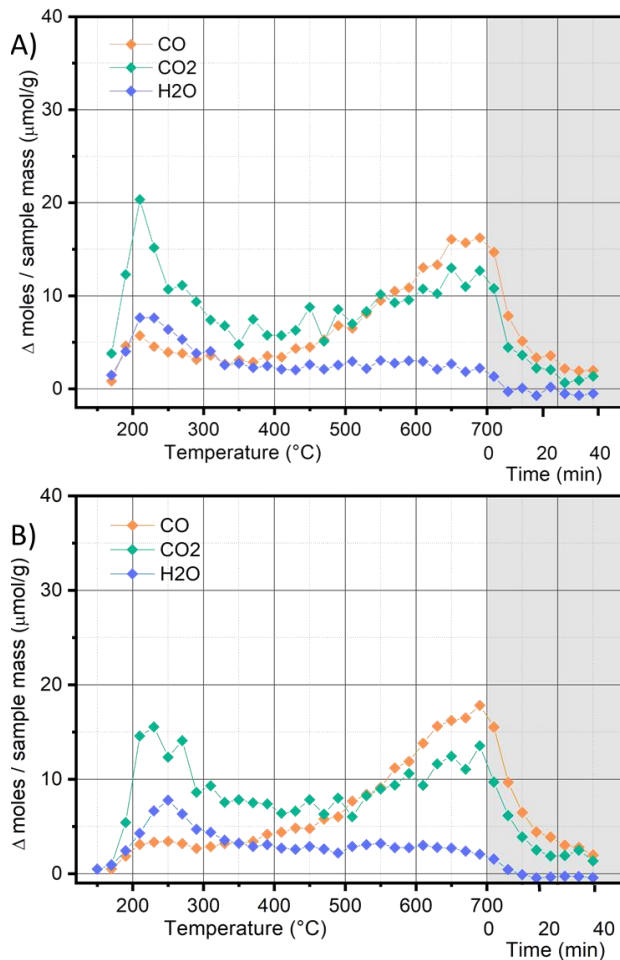 A)
CO
CO2
H2O
Δ moles / sample mass (μmol/g)
40
30
20
10
0
200 300 400 500 600 700
0 20 40
Temperature (°C)
Time (min)
B)
CO
CO2
H2O
Δ moles / sample mass (μmol/g)
40
30
20
10
0
200 300 400 500 600 700
0 20 40
Temperature (°C)
Time (min)